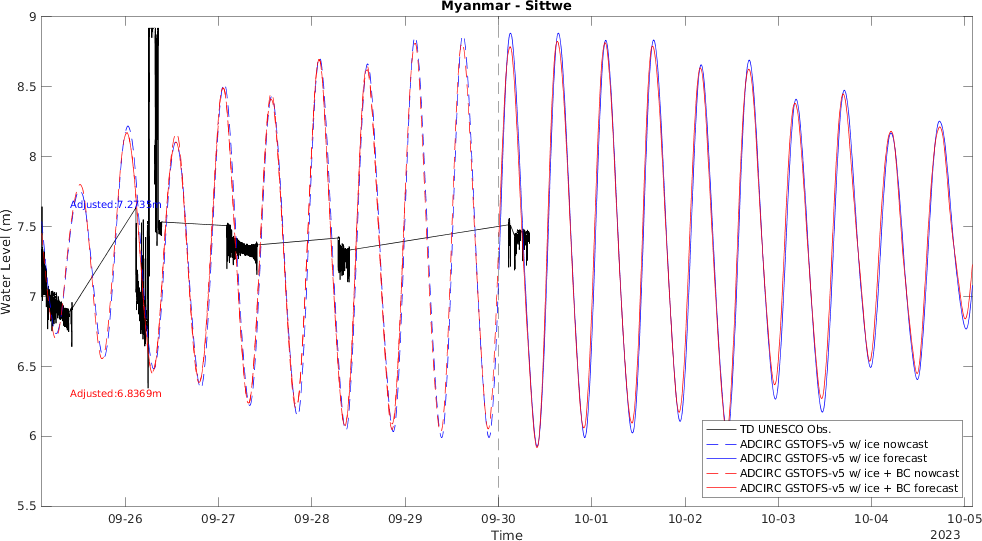 Myanmar - Sittwe
9
8.5
8
7.5
7
6.5
6
5.5
Water Level (m)
Adjusted:7.2735m
Adjusted:6.8369m
TD UNESCO Obs.
ADCIRC GSTOFS-v5 w/ ice nowcast
ADCIRC GSTOFS-v5 w/ ice forecast
ADCIRC GSTOFS-v5 w/ ice + BC nowcast
ADCIRC GSTOFS-v5 w/ ice + BC forecast
09-26 09-27 09-28 09-29 09-30 10-01 10-02 10-03 10-04 10-05
Time
2023